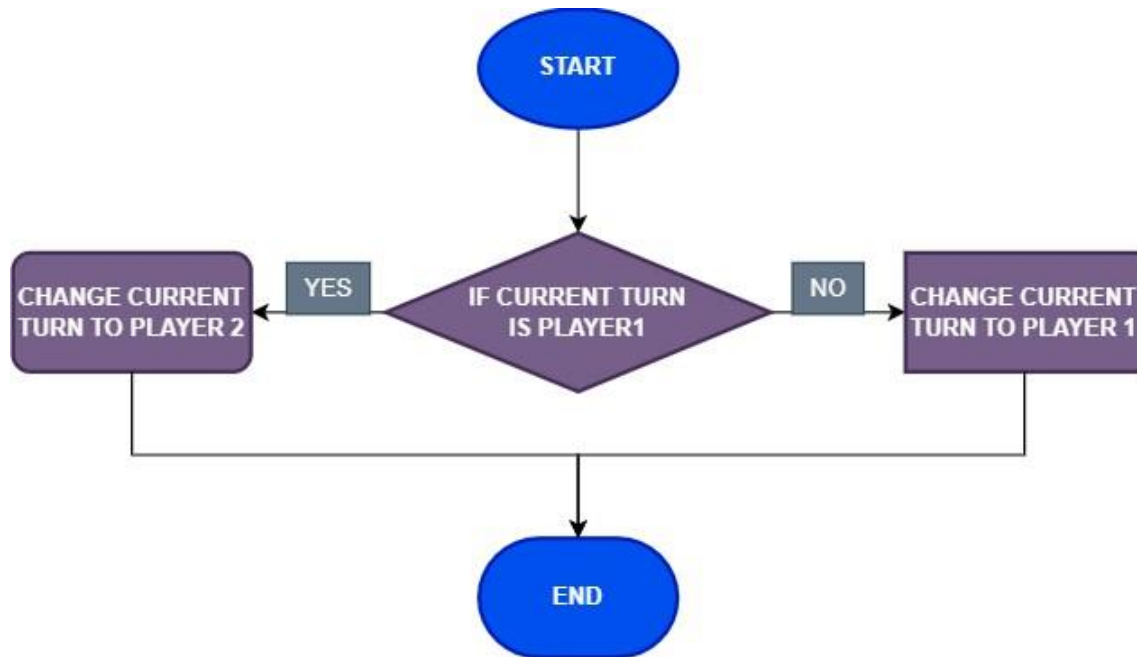 START
YES
IF CURRENT TURN
IS PLAYER1
NO
CHANGE CURRENT
TURN TO PLAYER 2
CHANGE CURRENT
TURN TO PLAYER 1
END